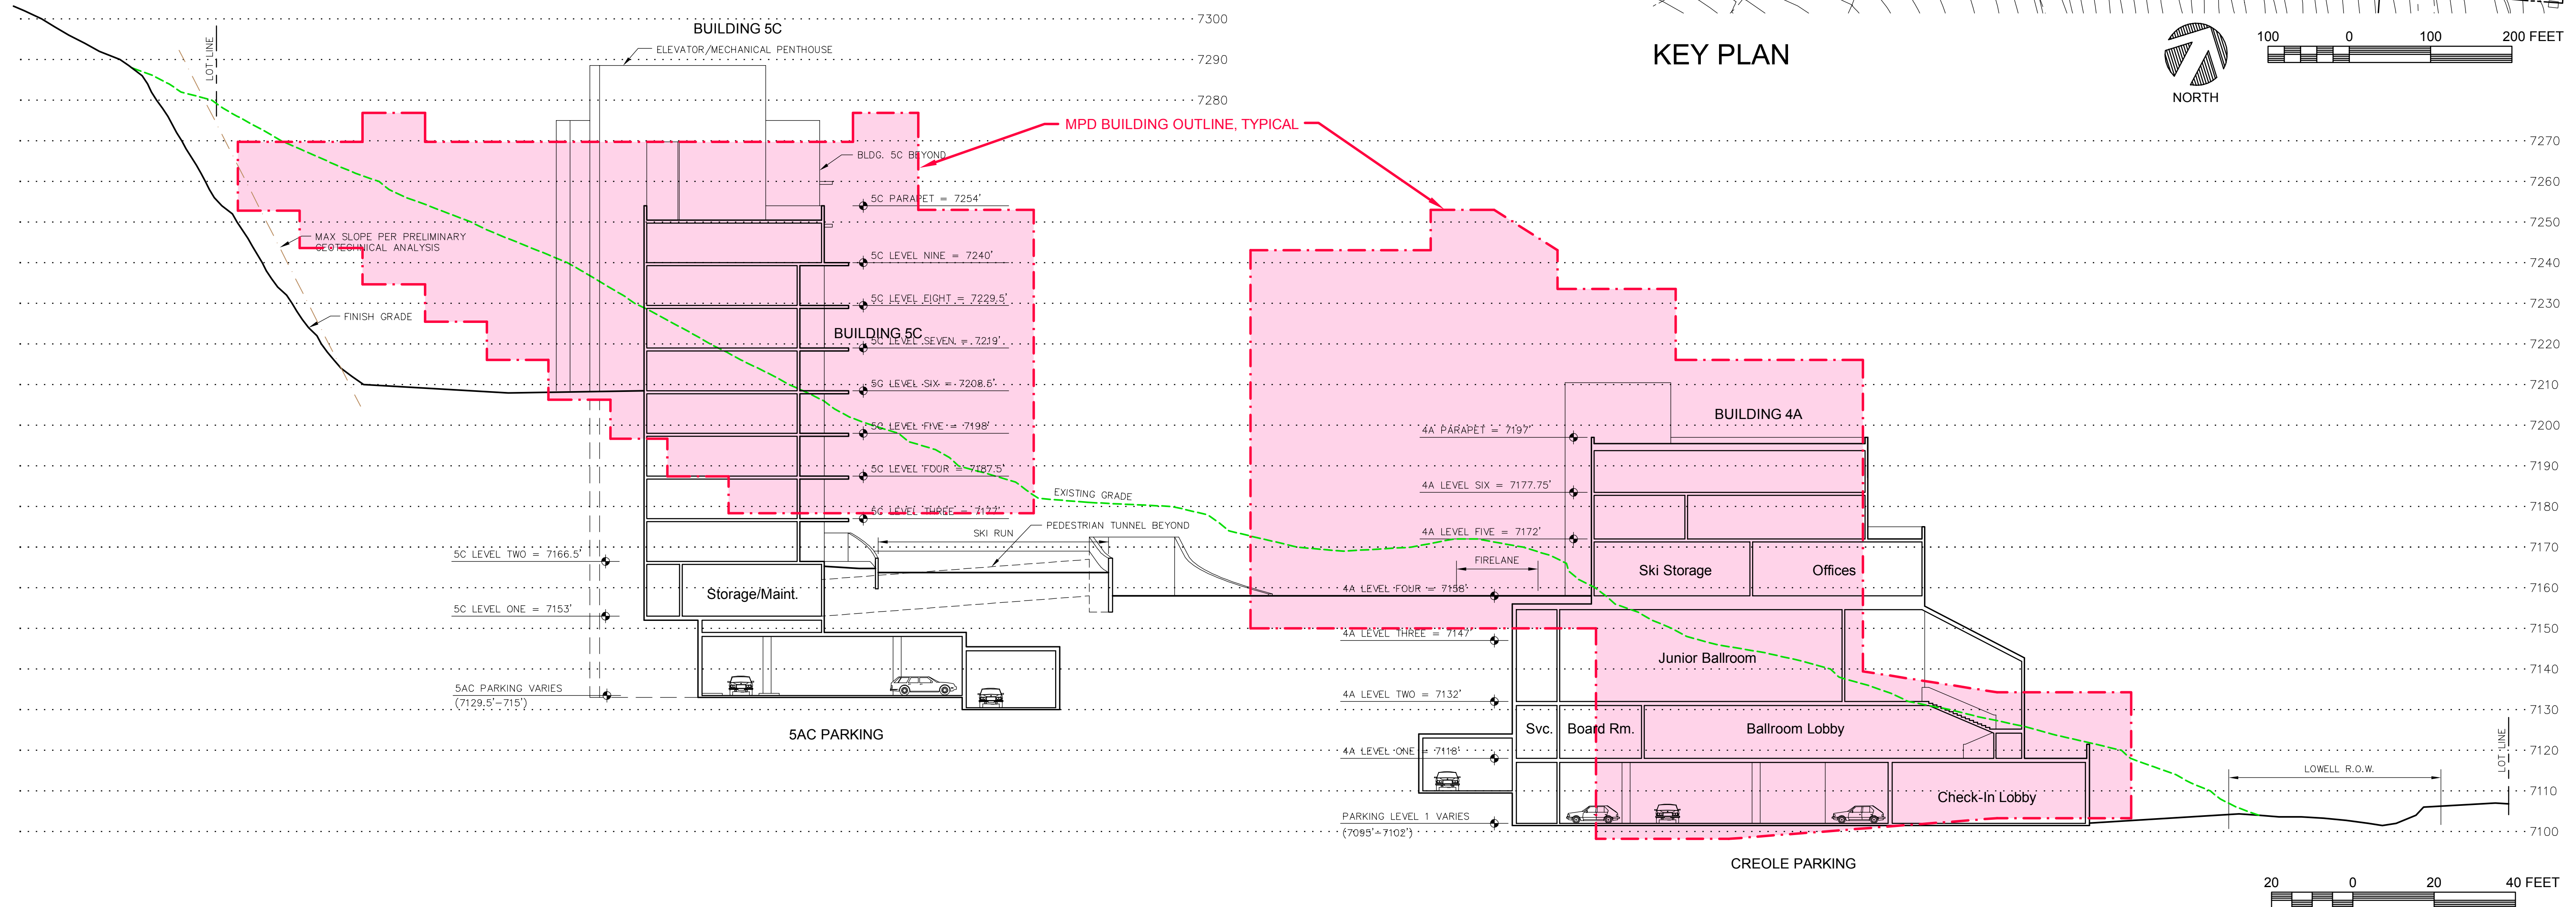 7300
BUILDING 5C
ELEVATOR/MECHANICAL PENTHOUSE
7290
7280
LOT LINE
KEY PLAN
NORTH
100 0 100 200 FEET
MPD BUILDING OUTLINE, TYPICAL
7270
7260
7250
7240
7230
7220
7210
7200
7190
7180
7170
7160
7150
7140
7130
7120
7110
7100
BLDG. 5C BEYOND
5C PARAPET = 7254'
MAX SLOPE PER PRELIMINARY
GEOTECHNICAL ANALYSIS
5C LEVEL NINE = 7240'
5C LEVEL EIGHT = 7229.5'
FINISH GRADE
BUILDING 5C
5C LEVEL SEVEN = 7219'
5C LEVEL SIX = 7208.5'
5C LEVEL FIVE = 7198'
5C LEVEL FOUR = 7187.5'
5C LEVEL THREE = 7177'
EXISTING GRADE
PEDESTRIAN TUNNEL BEYOND
SKI RUN
5C LEVEL TWO = 7166.5'
Storage/Maint.
5C LEVEL ONE = 7153'
5AC PARKING VARIES
(7129.5'-715')
5AC PARKING
BUILDING 4A
4A PARAPET = 7197'
4A LEVEL SIX = 7177.75'
4A LEVEL FIVE = 7172'
FIRELANE
Ski Storage
Offices
4A LEVEL FOUR = 7158'
4A LEVEL THREE = 7147'
Junior Ballroom
4A LEVEL TWO = 7132'
Svc.
Board Rm.
Ballroom Lobby
4A LEVEL ONE = 7118'
Check-In Lobby
PARKING LEVEL 1 VARIES
(7095'-7102')
CREOLE PARKING
LOWELL R.O.W.
LOT LINE
20 0 20 40 FEET